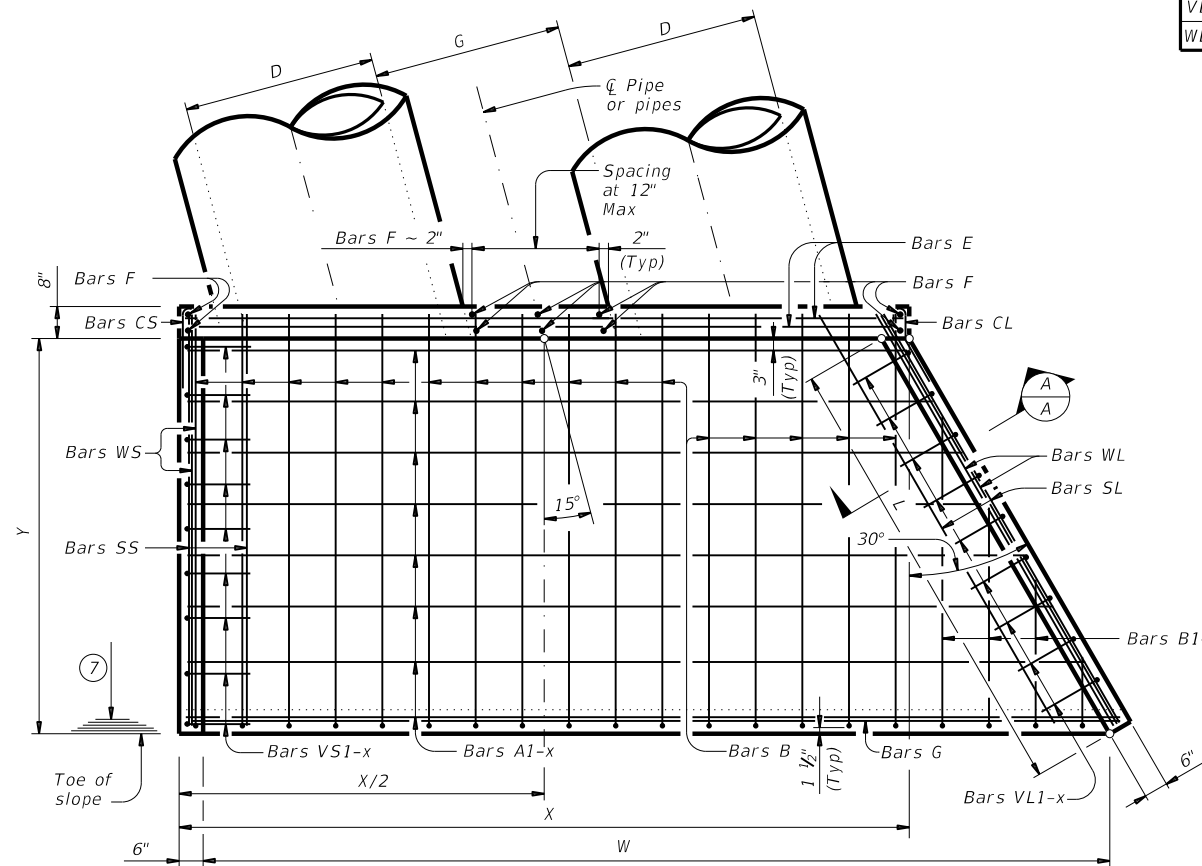 VL
WL
D
G
D
℄ Pipe
or pipes
Spacing
at 12"
Max
Bars F ~ 2"
2"
(Typ)
Bars E
Bars F
Bars F
8"
Bars CS
Bars CL
3"
(Typ)
A
A
Bars WS
Bars WL
Bars SL
15°
L
30°
Y
Bars SS
Bars B1-
7
Bars VS1-x
Bars A1-x
Bars B
1 ½"
(Typ)
Bars G
Toe of
slope
X/2
Bars VL1-x
6"
X
6"
W